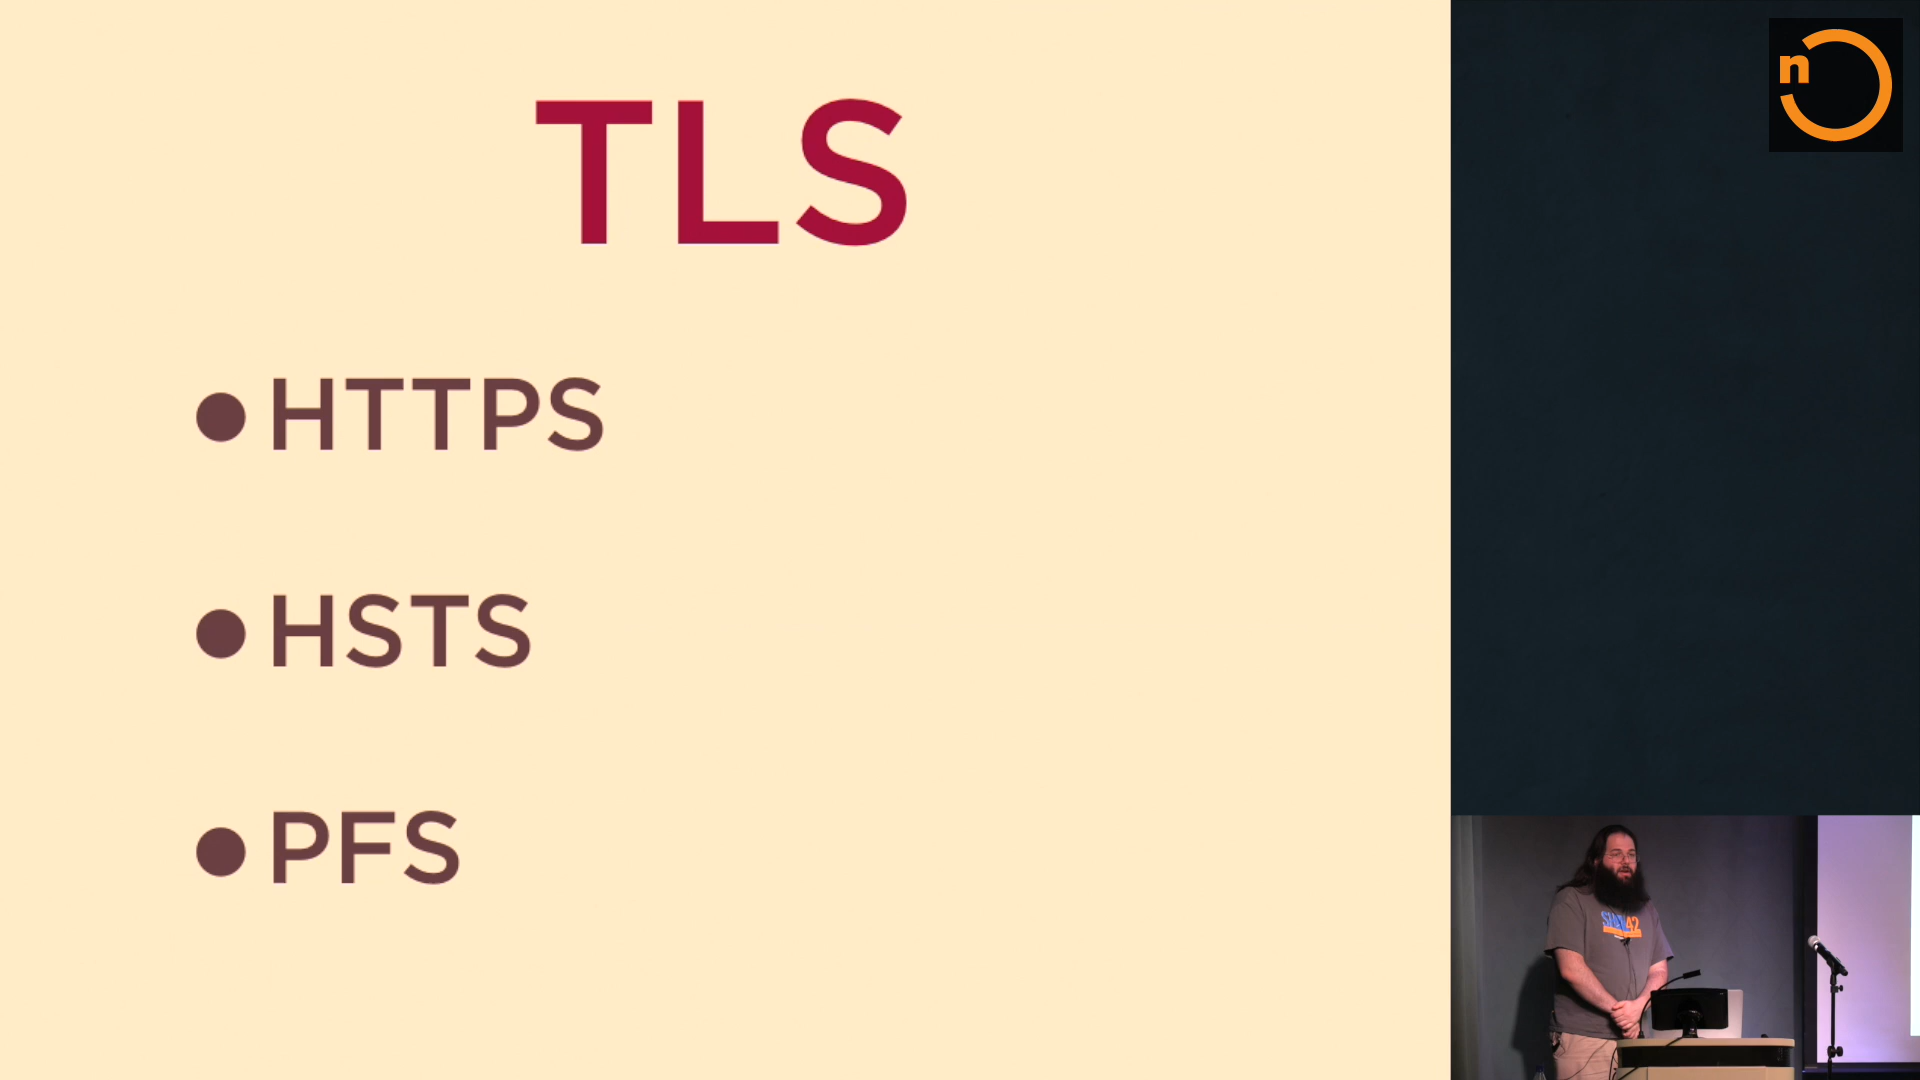 TLS
• HTTPS
• HSTS
• PFS
n